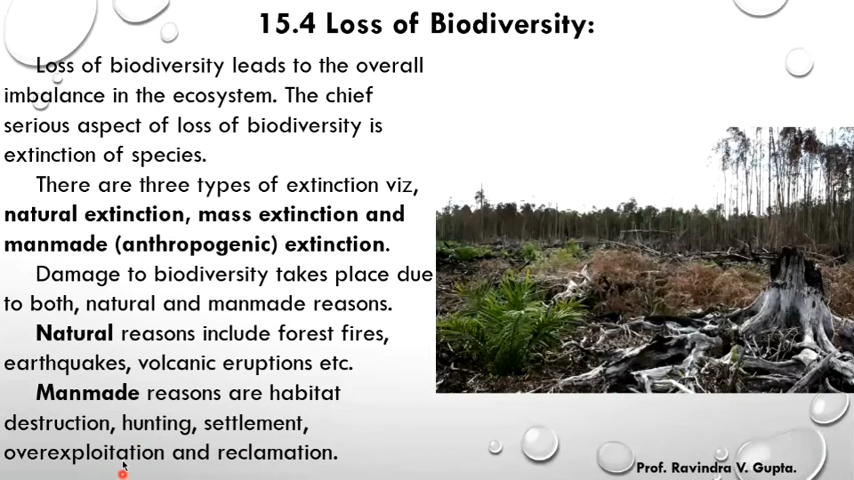 15.4 Loss of Biodiversity:
Loss of biodiversity leads to the overall
imbalance in the ecosystem. The chief
serious aspect of loss of biodiversity is
extinction of species.
There are three types of extinction viz,
natural extinction, mass extinction and
manmade (anthropogenic) extinction.
Damage to biodiversity takes place due
to both, natural and manmade reasons.
Natural reasons include forest fires,
earthquakes, volcanic eruptions etc.
Manmade reasons are habitat
destruction, hunting, settlement,
overexploitation and reclamation.
Prof. Ravindra V. Gupta.